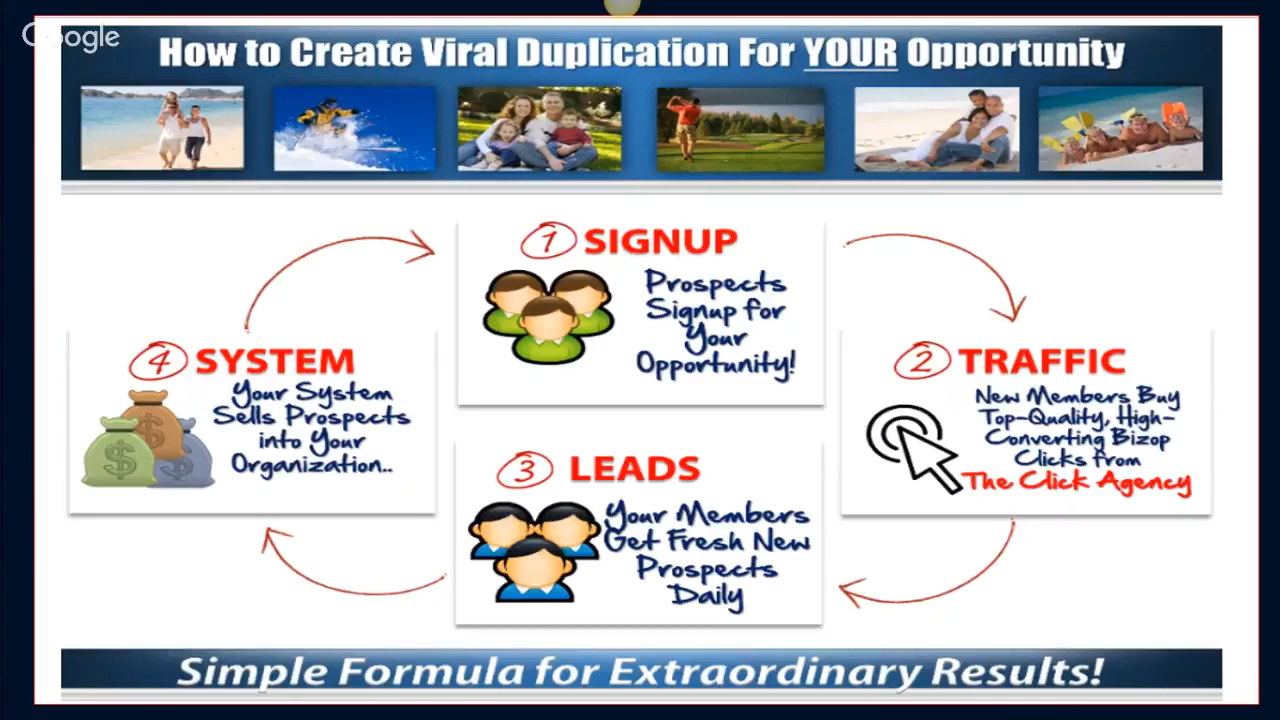 Google
How to Create Viral Duplication For YOUR Opportunity
1 SIGNUP
Prospects
Signup for
Your
Opportunity!
2 TRAFFIC
New Members Buy
Top-Quality, High-
Converting Bizop
Clicks from
The Click Agency
3 LEADS
Your Members
Get Fresh New
Prospects
Daily
4 SYSTEM
Your System
Sells Prospects
into Your
Organization..
Simple Formula for Extraordinary Results!